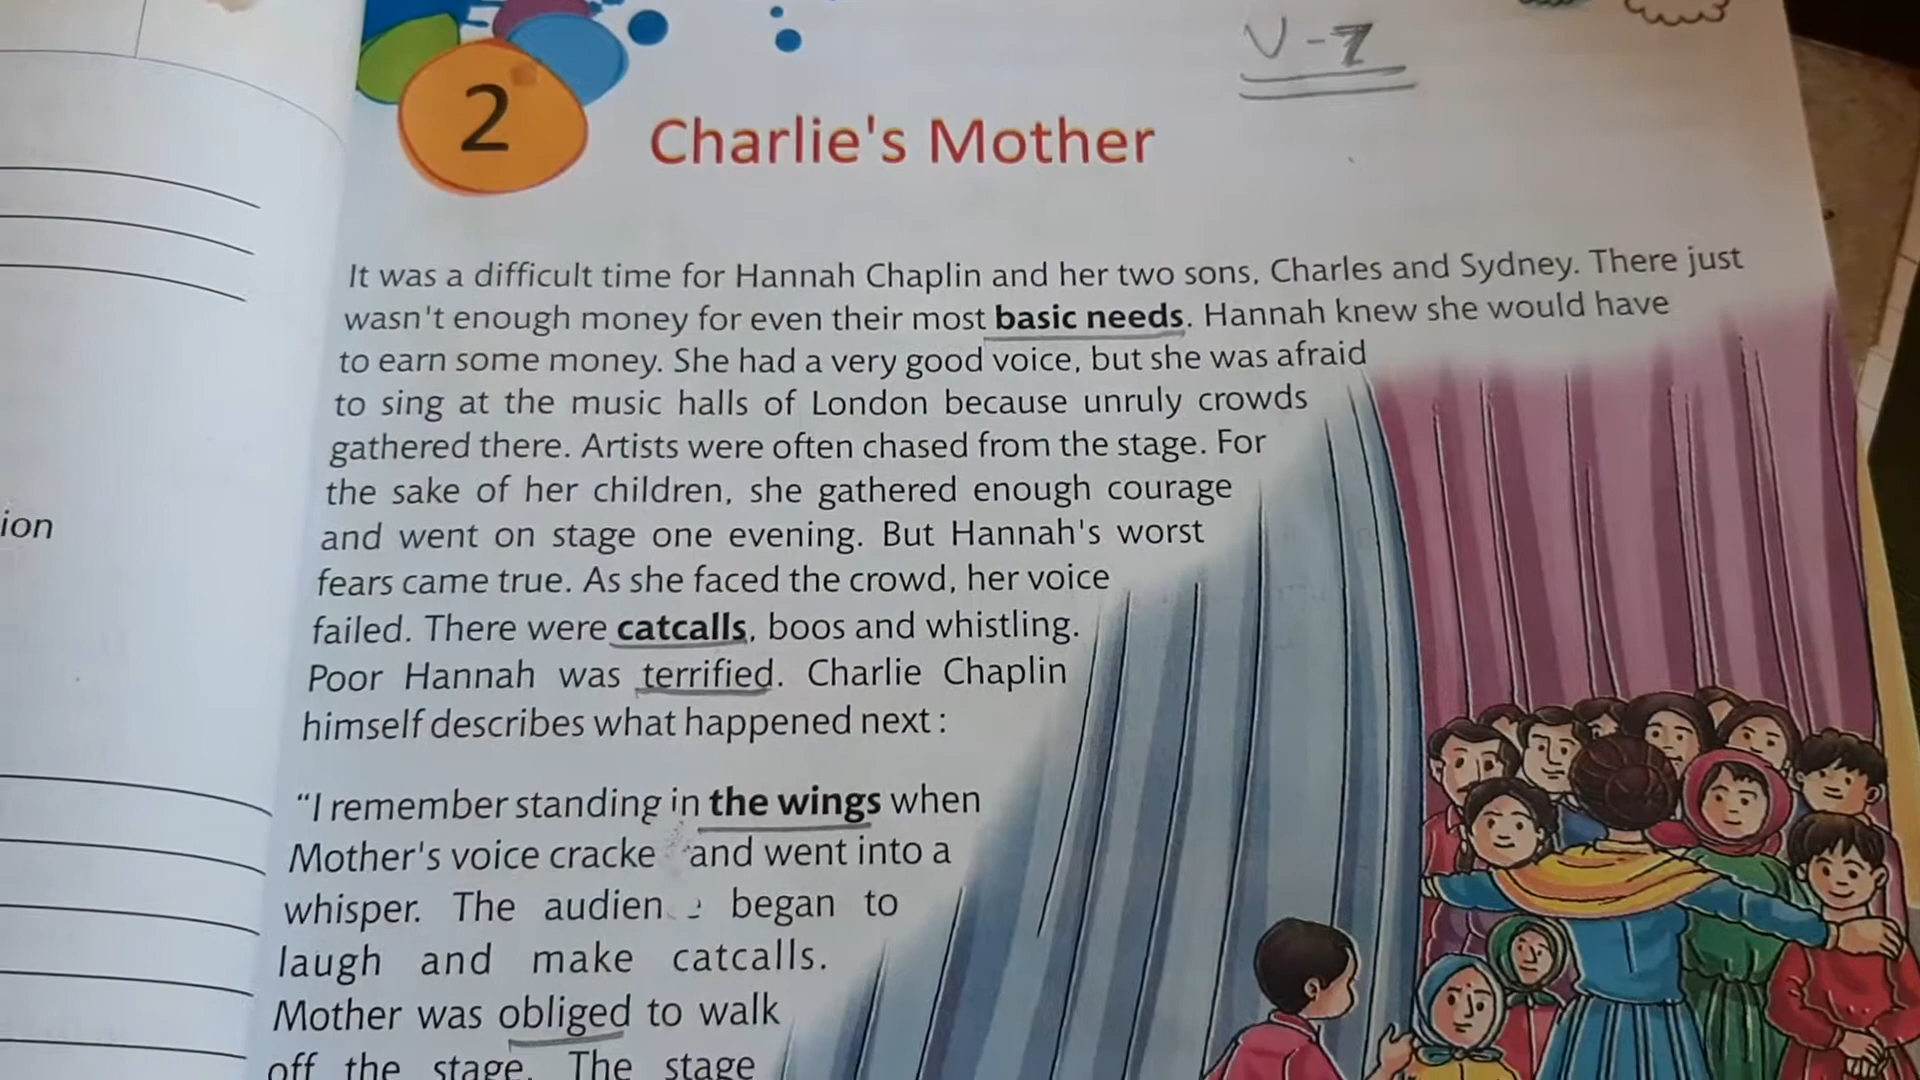 V-7
2
Charlie's Mother
It was a difficult time for Hannah Chaplin and her two sons, Charles and Sydney. There just
wasn't enough money for even their most basic needs. Hannah knew she would have
to earn some money. She had a very good voice, but she was afraid
to sing at the music halls of London because unruly crowds
gathered there. Artists were often chased from the stage. For
the sake of her children, she gathered enough courage
and went on stage one evening. But Hannah's worst
fears came true. As she faced the crowd, her voice
failed. There were catcalls, boos and whistling.
Poor Hannah was terrified. Charlie Chaplin
himself describes what happened next :
“I remember standing in the wings when
Mother's voice cracke and went into a
whisper. The audien e began to
laugh and make catcalls.
Mother was obliged to walk
off the stage. The stage
ion